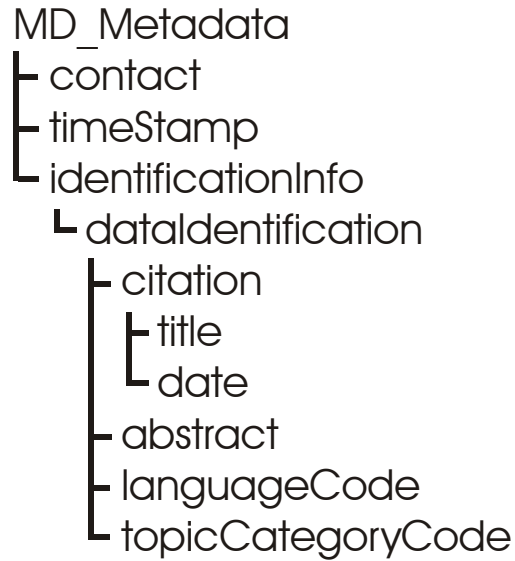 MD_Metadata
contact
timeStamp
identificationInfo
dataIdentification
citation
title
date
abstract
languageCode
topicCategoryCode